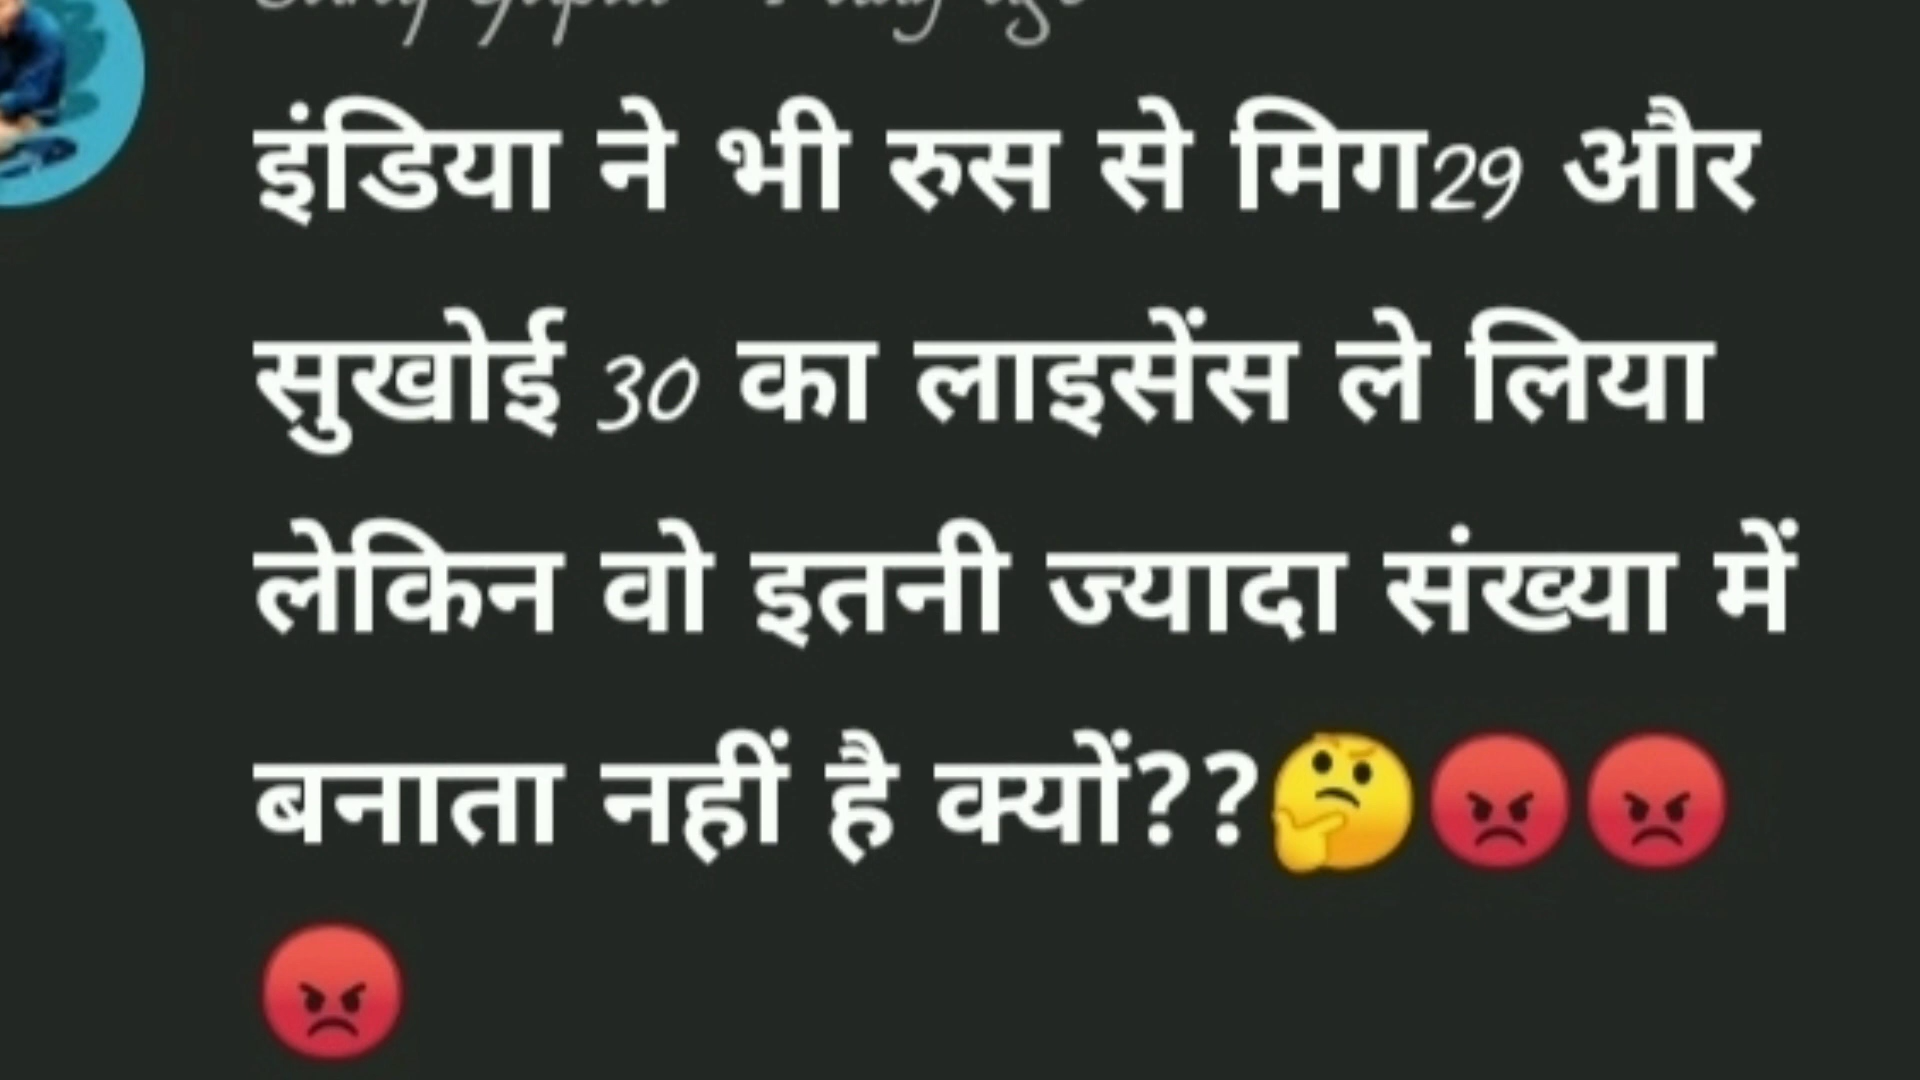 इंडिया ने भी रुस से मिग29 और
सुखोई 30 का लाइसेंस ले लिया
लेकिन वो इतनी ज्यादा संख्या में
बनाता नहीं है क्यों??🤔😡😡
😡